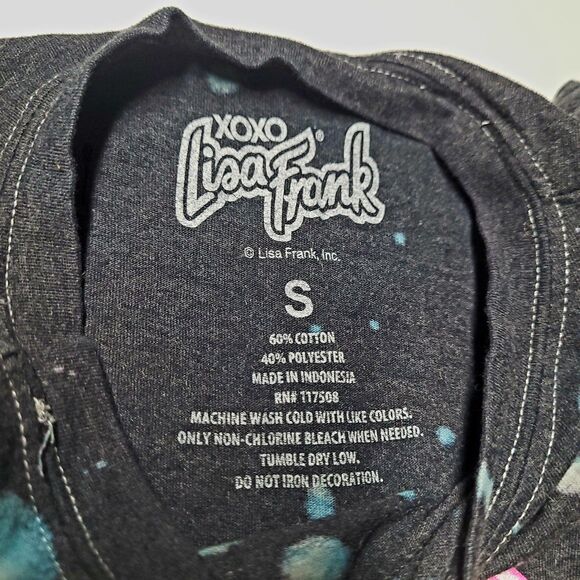 XOXO
Lisa Frank®
© Lisa Frank, Inc.
S
60% COTTON
40% POLYESTER
MADE IN INDONESIA
RN# 117508
MACHINE WASH COLD WITH LIKE COLORS.
ONLY NON-CHLORINE BLEACH WHEN NEEDED.
TUMBLE DRY LOW.
DO NOT IRON DECORATION.